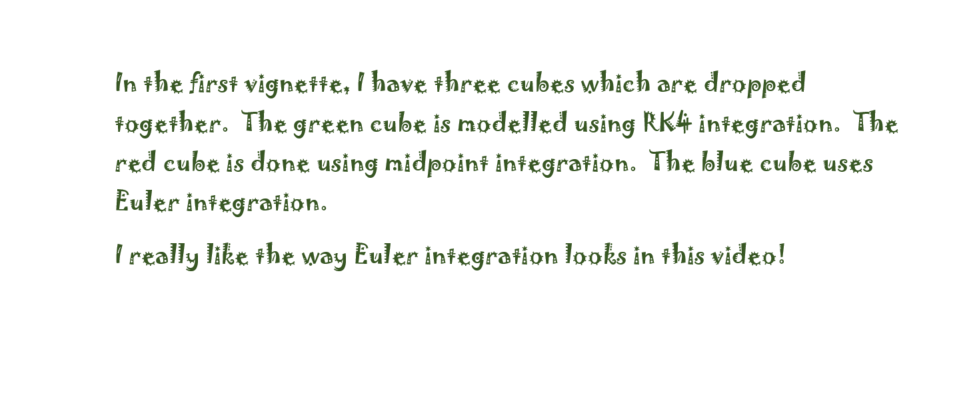 In the first vignette, I have three cubes which are dropped
together.  The green cube is modelled using RK4 integration.  The
red cube is done using midpoint integration.  The blue cube uses
Euler integration.
I really like the way Euler integration looks in this video!